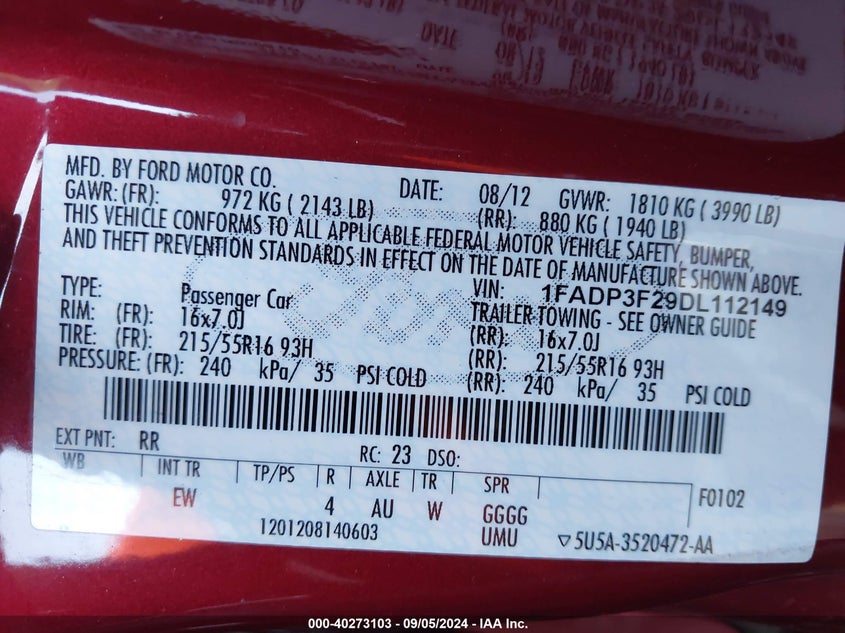 MFD. BY FORD MOTOR CO. DATE: 08/12 GVWR: 1810 KG ( 3990 LB)
GAWR: (FR): 972 KG ( 2143 LB) (RR): 880 KG ( 1940 LB)
THIS VEHICLE CONFORMS TO ALL APPLICABLE FEDERAL MOTOR VEHICLE SAFETY, BUMPER,
AND THEFT PREVENTION STANDARDS IN EFFECT ON THE DATE OF MANUFACTURE SHOWN ABOVE.
VIN: 1FADP3F29DL112149
TYPE: Passenger Car TRAILER TOWING - SEE OWNER GUIDE
RIM: (FR): 16x7.0J (RR): 16x7.0J
TIRE: (FR): 215/55R16 93H (RR): 215/55R16 93H
PRESSURE: (FR): 240 kPa/ 35 PSI COLD (RR): 240 kPa/ 35 PSI COLD
EXT PNT: RR RC: 23 DSO:
WB INT TR TP/PS R AXLE TR SPR F0102
EW 4 AU W GGGG
1201208140603 UMU ▽5U5A-3520472-AA
000-40273103 - 09/05/2024 - IAA Inc.